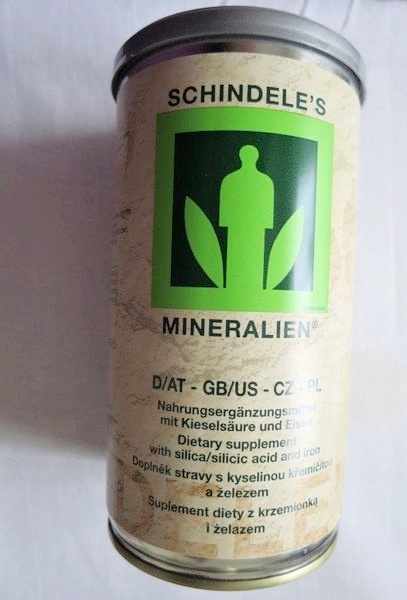 SCHINDELE'S
MINERALIEN®
D/AT - GB/US - CZ - PL
Nahrungsergänzungsmittel
mit Kieselsäure und Eisen
Dietary supplement
with silica/silicic acid and iron
Doplněk stravy s kyselinou křemičitou
a železem
Suplement diety z krzemionką
i żelazem